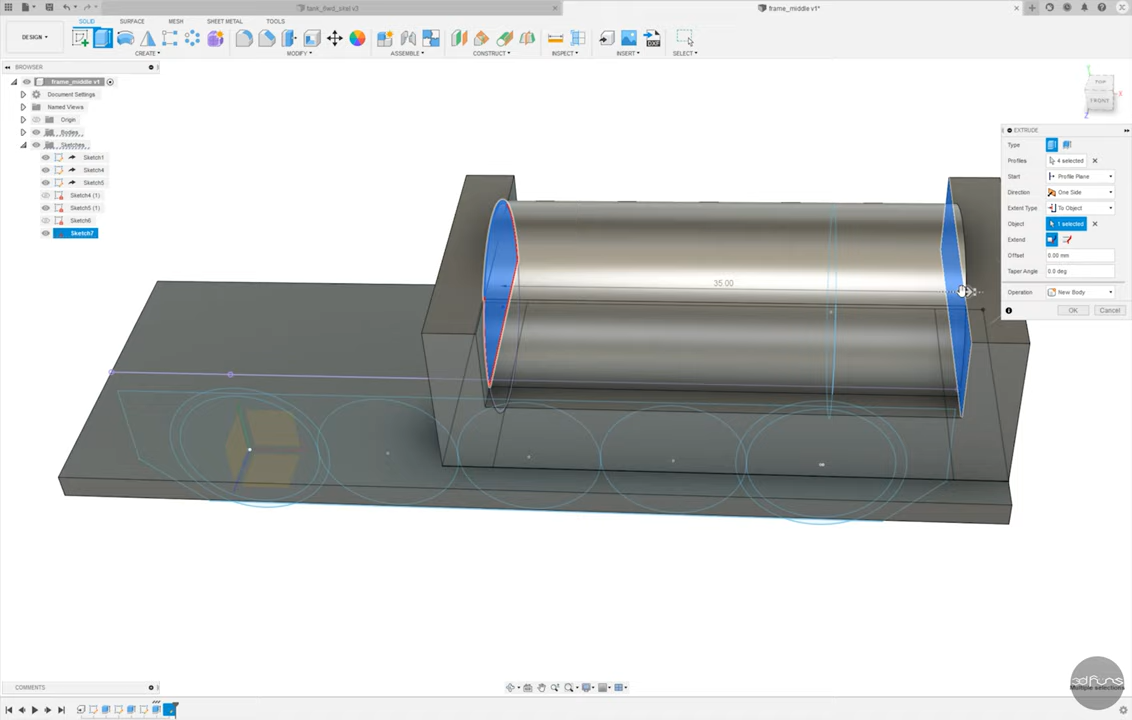 tank_fwd_skel v3
frame_middle v1*
DESIGN
SOLID
SURFACE
MESH
SHEET METAL
TOOLS
CREATE
MODIFY
ASSEMBLE
CONSTRUCT
INSPECT
INSERT
SELECT
BROWSER
frame_middle v1
Document Settings
Named Views
Origin
Bodies
Sketches
Sketch1
Sketch4
Sketch5
Sketch4 (1)
Sketch5 (1)
Sketch6
Sketch7
35.00
TOP
FRONT
X
EXTRUDE
Type
Profiles 4 selected
Start Profile Plane
Direction One Side
Extent Type To Object
Object 1 selected
Extend
Offset 0.00 mm
Taper Angle 0.0 deg
Operation New Body
OK Cancel
COMMENTS
Multiple selections